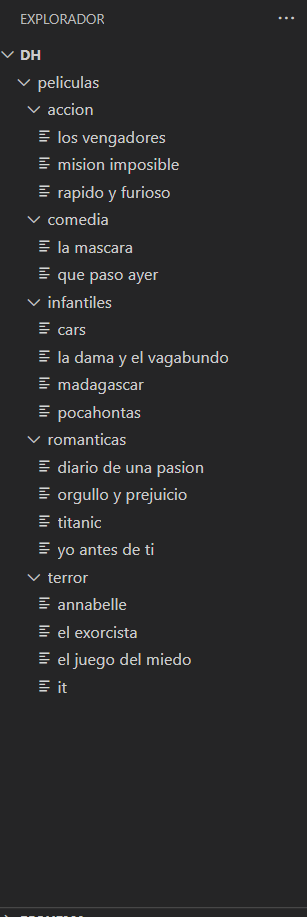 EXPLORADOR ...
DH
peliculas
accion
los vengadores
mision imposible
rapido y furioso
comedia
la mascara
que paso ayer
infantiles
cars
la dama y el vagabundo
madagascar
pocahontas
romanticas
diario de una pasion
orgullo y prejuicio
titanic
yo antes de ti
terror
annabelle
el exorcista
el juego del miedo
it